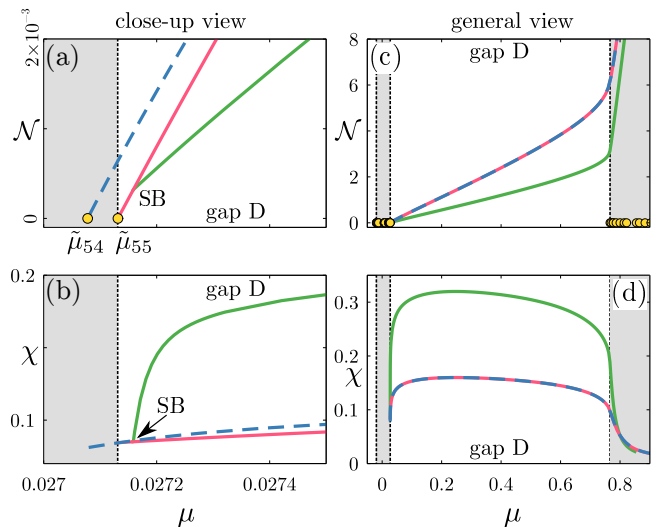 close-up view
general view
(a)
2×10⁻³
𝒩
0
SB
gap D
μ̃₅₄
μ̃₅₅
(c)
gap D
8
6
4
2
0
𝒩
(b)
gap D
0.2
χ
0.1
SB
0.027
0.0272
0.0274
μ
(d)
0.3
0.2
χ
0.1
0
gap D
0
0.2
0.4
0.6
0.8
μ